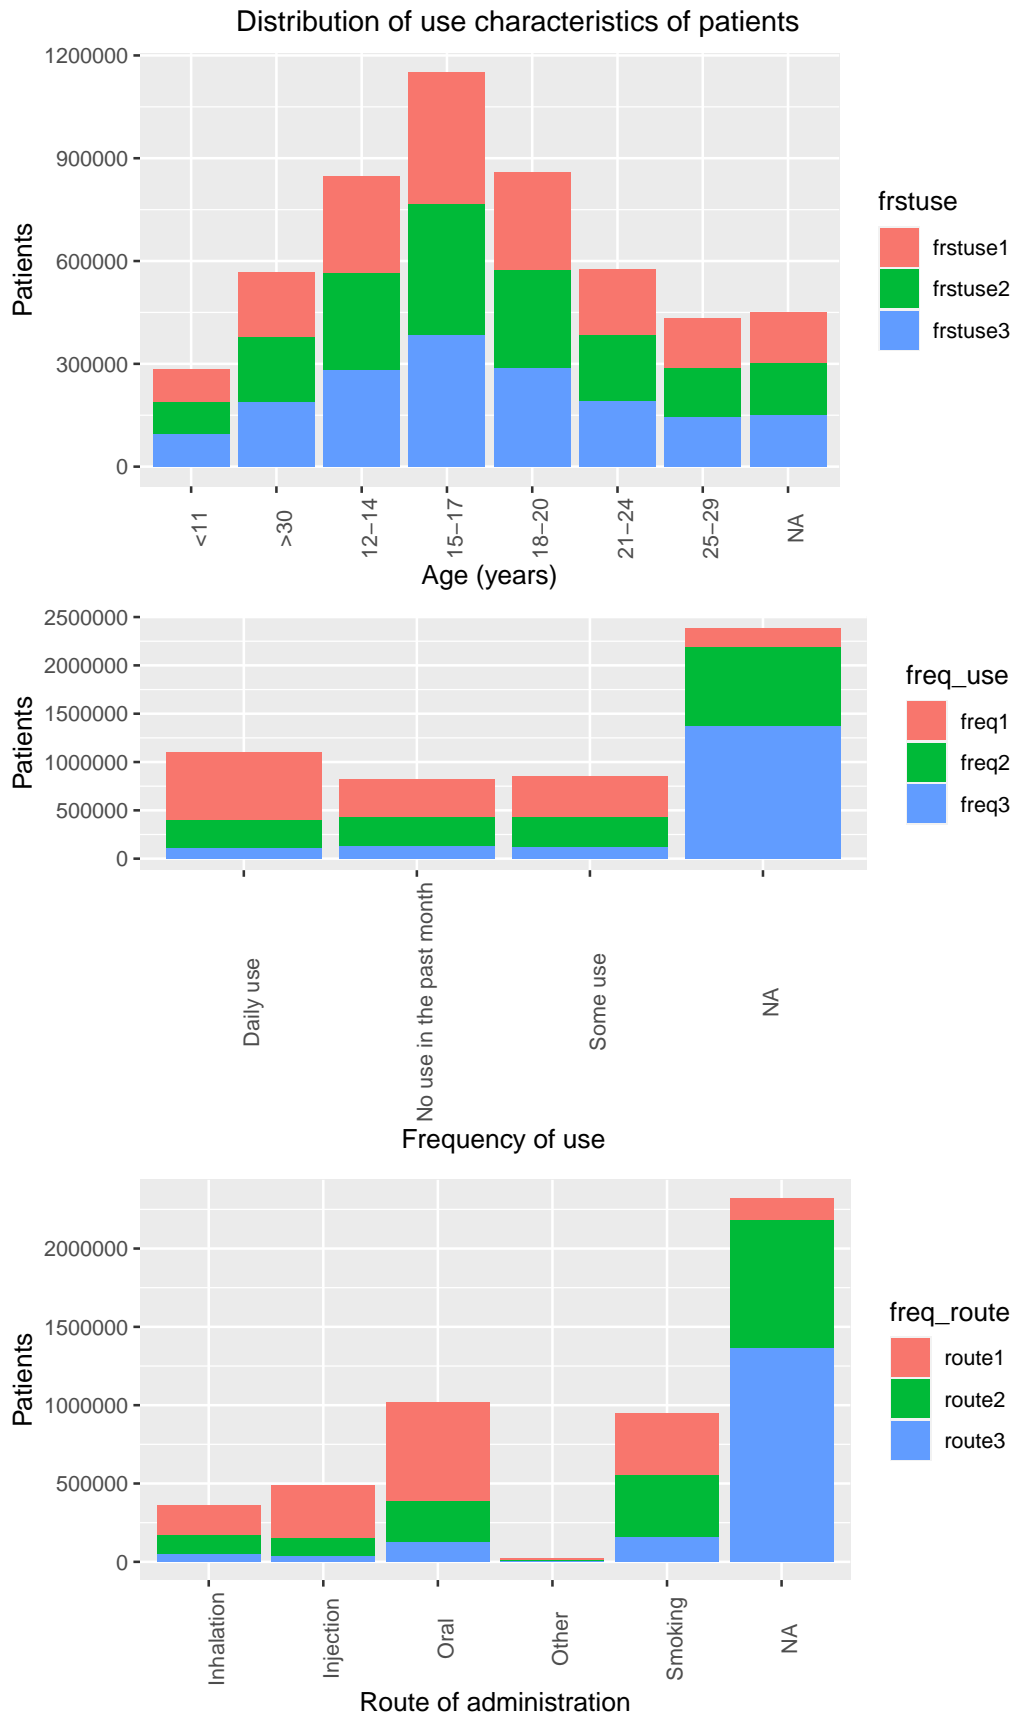 Distribution of use characteristics of patients
1200000
900000
600000
300000
0
Patients
<11
>30
12−14
15−17
18−20
21−24
25−29
NA
Age (years)
frstuse
frstuse1
frstuse2
frstuse3
2500000
2000000
1500000
1000000
500000
0
Patients
Daily use
No use in the past month
Some use
NA
Frequency of use
freq_use
freq1
freq2
freq3
2000000
1500000
1000000
500000
0
Patients
Inhalation
Injection
Oral
Other
Smoking
NA
Route of administration
freq_route
route1
route2
route3